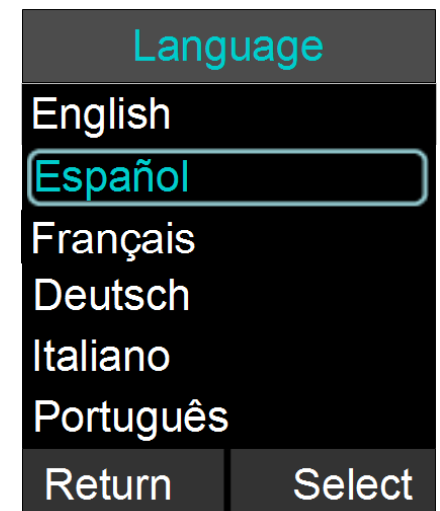 Language
English
Español
Français
Deutsch
Italiano
Português
Return Select